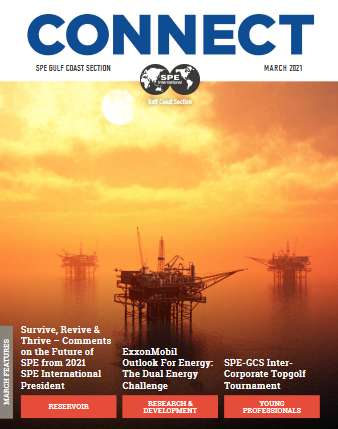 CONNECT
SPE GULF COAST SECTION
MARCH 2021
SPE
International
Gulf Coast Section
MARCH FEATURES
Survive, Revive &
Thrive – Comments
on the Future of
SPE from 2021
SPE International
President
RESERVOIR
ExxonMobil
Outlook For Energy:
The Dual Energy
Challenge
RESEARCH &
DEVELOPMENT
SPE-GCS Inter-
Corporate Topgolf
Tournament
YOUNG
PROFESSIONALS